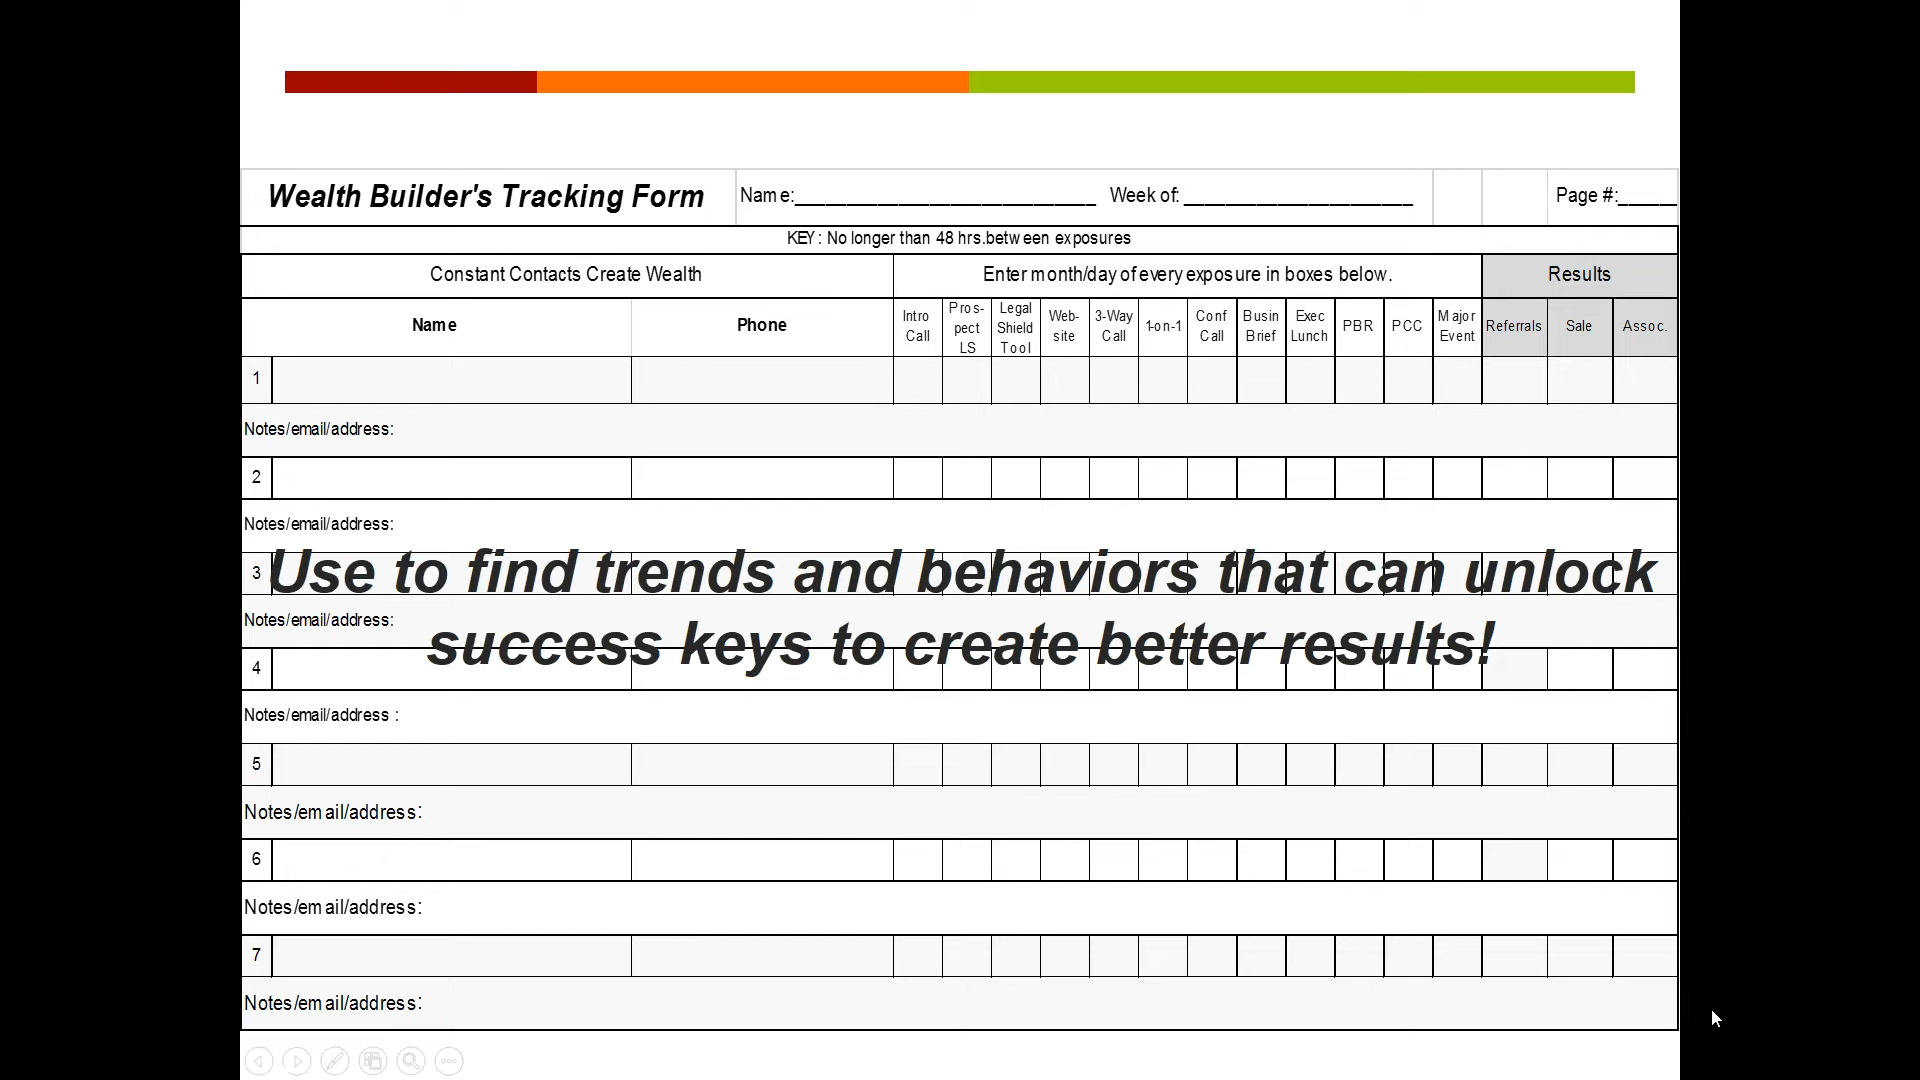 Wealth Builder's Tracking Form Name:____________________________ Week of: ____________________ Page #:______
KEY: No longer than 48 hrs.between exposures
Constant Contacts Create Wealth Enter month/day of every exposure in boxes below. Results
Name Phone Intro Call Pros-pect LS Legal Shield Tool Web-site 3-Way Call 1-on-1 Conf Call Busin Brief Exec Lunch PBR PCC Major Event Referrals Sale Assoc.
1
Notes/email/address:
2
Notes/email/address:
3
Use to find trends and behaviors that can unlock
Notes/email/address:
success keys to create better results!
4
Notes/email/address :
5
Notes/email/address:
6
Notes/email/address:
7
Notes/email/address: